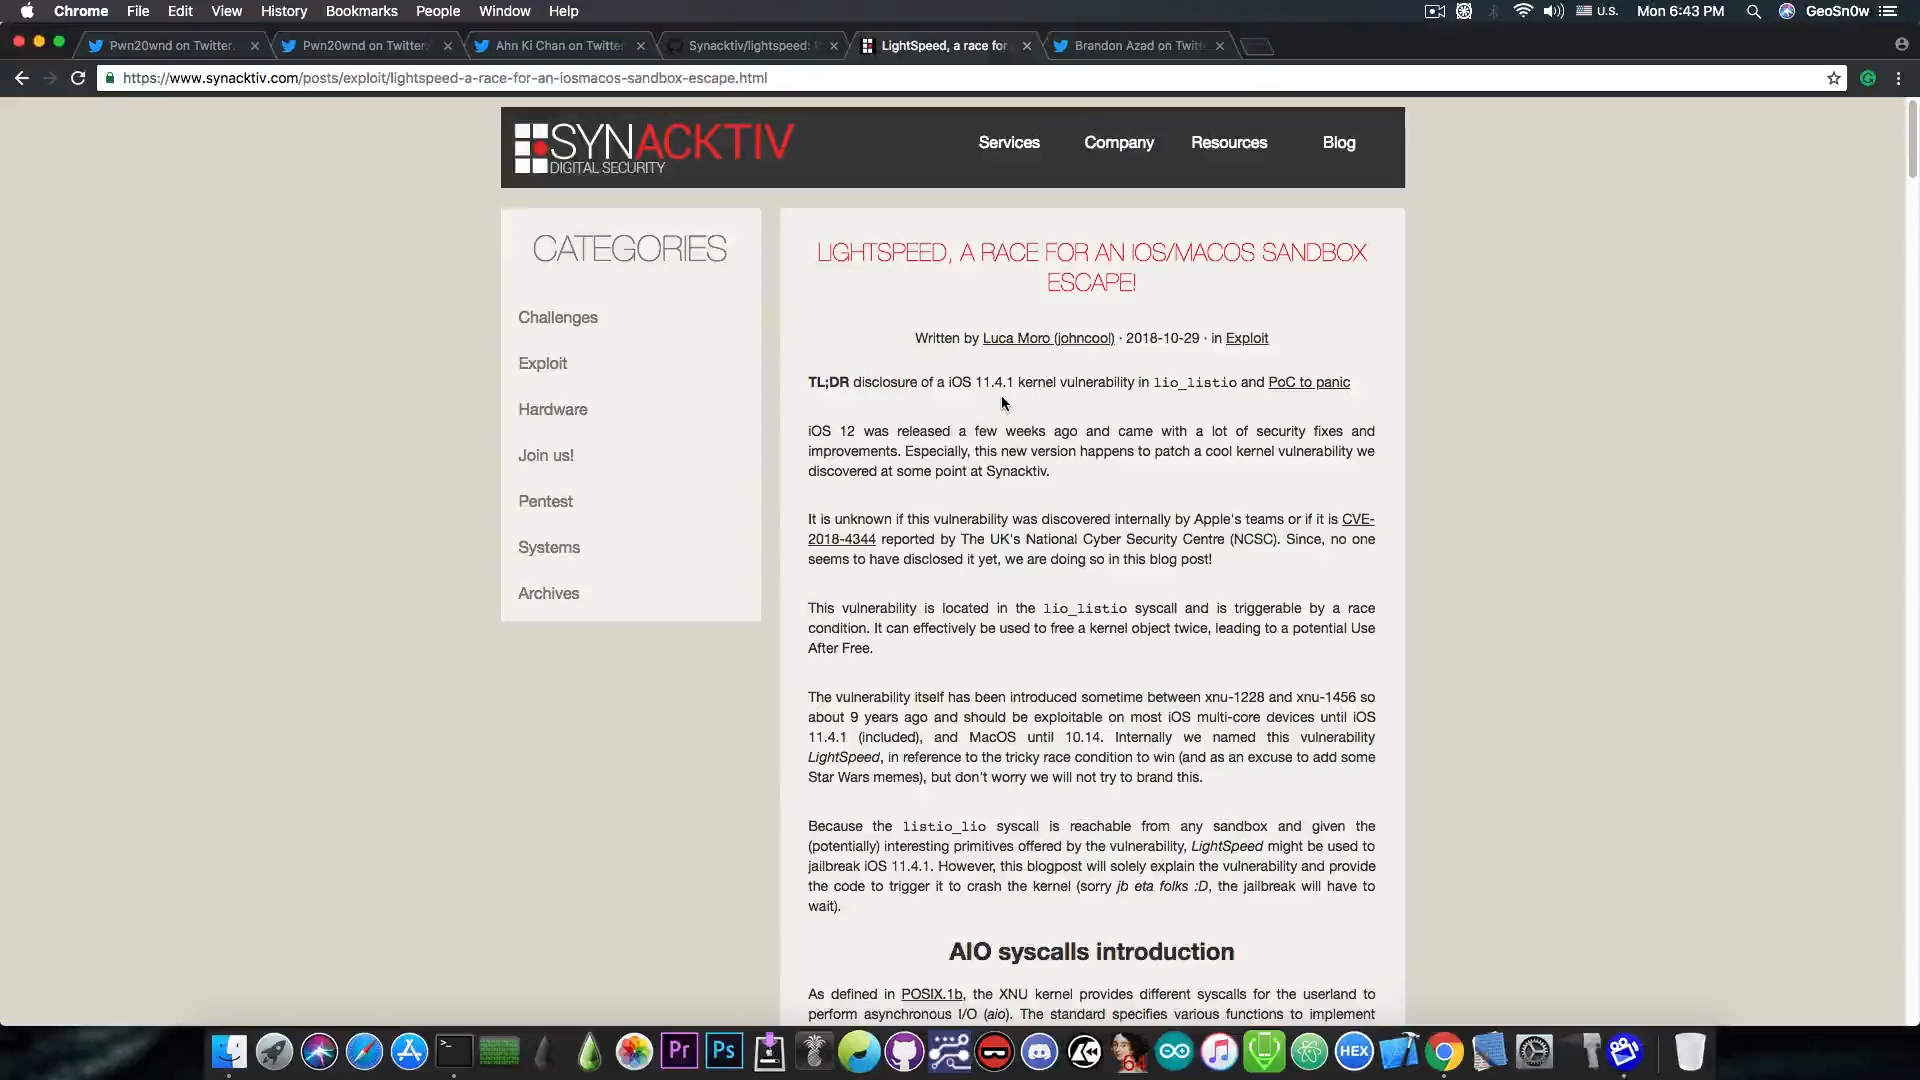 Chrome File Edit View History Bookmarks People Window Help U.S. Mon 6:43 PM GeoSn0w
Pwn20wnd on Twitter Pwn20wnd on Twitter Ahn Ki Chan on Twitte Synacktiv/lightspeed: LightSpeed, a race for Brandon Azad on Twit
https://www.synacktiv.com/posts/exploit/lightspeed-a-race-for-an-iosmacos-sandbox-escape.html
SYNACKTIV
DIGITAL SECURITY
Services Company Resources Blog
CATEGORIES
Challenges
Exploit
Hardware
Join us!
Pentest
Systems
Archives
LIGHTSPEED, A RACE FOR AN IOS/MACOS SANDBOX
ESCAPE!
Written by Luca Moro (johncool) · 2018-10-29 · in Exploit
TL;DR disclosure of a iOS 11.4.1 kernel vulnerability in lio_listio and PoC to panic
iOS 12 was released a few weeks ago and came with a lot of security fixes and
improvements. Especially, this new version happens to patch a cool kernel vulnerability we
discovered at some point at Synacktiv.
It is unknown if this vulnerability was discovered internally by Apple's teams or if it is CVE-
2018-4344 reported by The UK's National Cyber Security Centre (NCSC). Since, no one
seems to have disclosed it yet, we are doing so in this blog post!
This vulnerability is located in the lio_listio syscall and is triggerable by a race
condition. It can effectively be used to free a kernel object twice, leading to a potential Use
After Free.
The vulnerability itself has been introduced sometime between xnu-1228 and xnu-1456 so
about 9 years ago and should be exploitable on most iOS multi-core devices until iOS
11.4.1 (included), and MacOS until 10.14. Internally we named this vulnerability
LightSpeed, in reference to the tricky race condition to win (and as an excuse to add some
Star Wars memes), but don't worry we will not try to brand this.
Because the listio_lio syscall is reachable from any sandbox and given the
(potentially) interesting primitives offered by the vulnerability, LightSpeed might be used to
jailbreak iOS 11.4.1. However, this blogpost will solely explain the vulnerability and provide
the code to trigger it to crash the kernel (sorry jb eta folks :D, the jailbreak will have to
wait).
AIO syscalls introduction
As defined in POSIX.1b, the XNU kernel provides different syscalls for the userland to
perform asynchronous I/O (aio). The standard specifies various functions to implement
Pr Ps 64 HEX